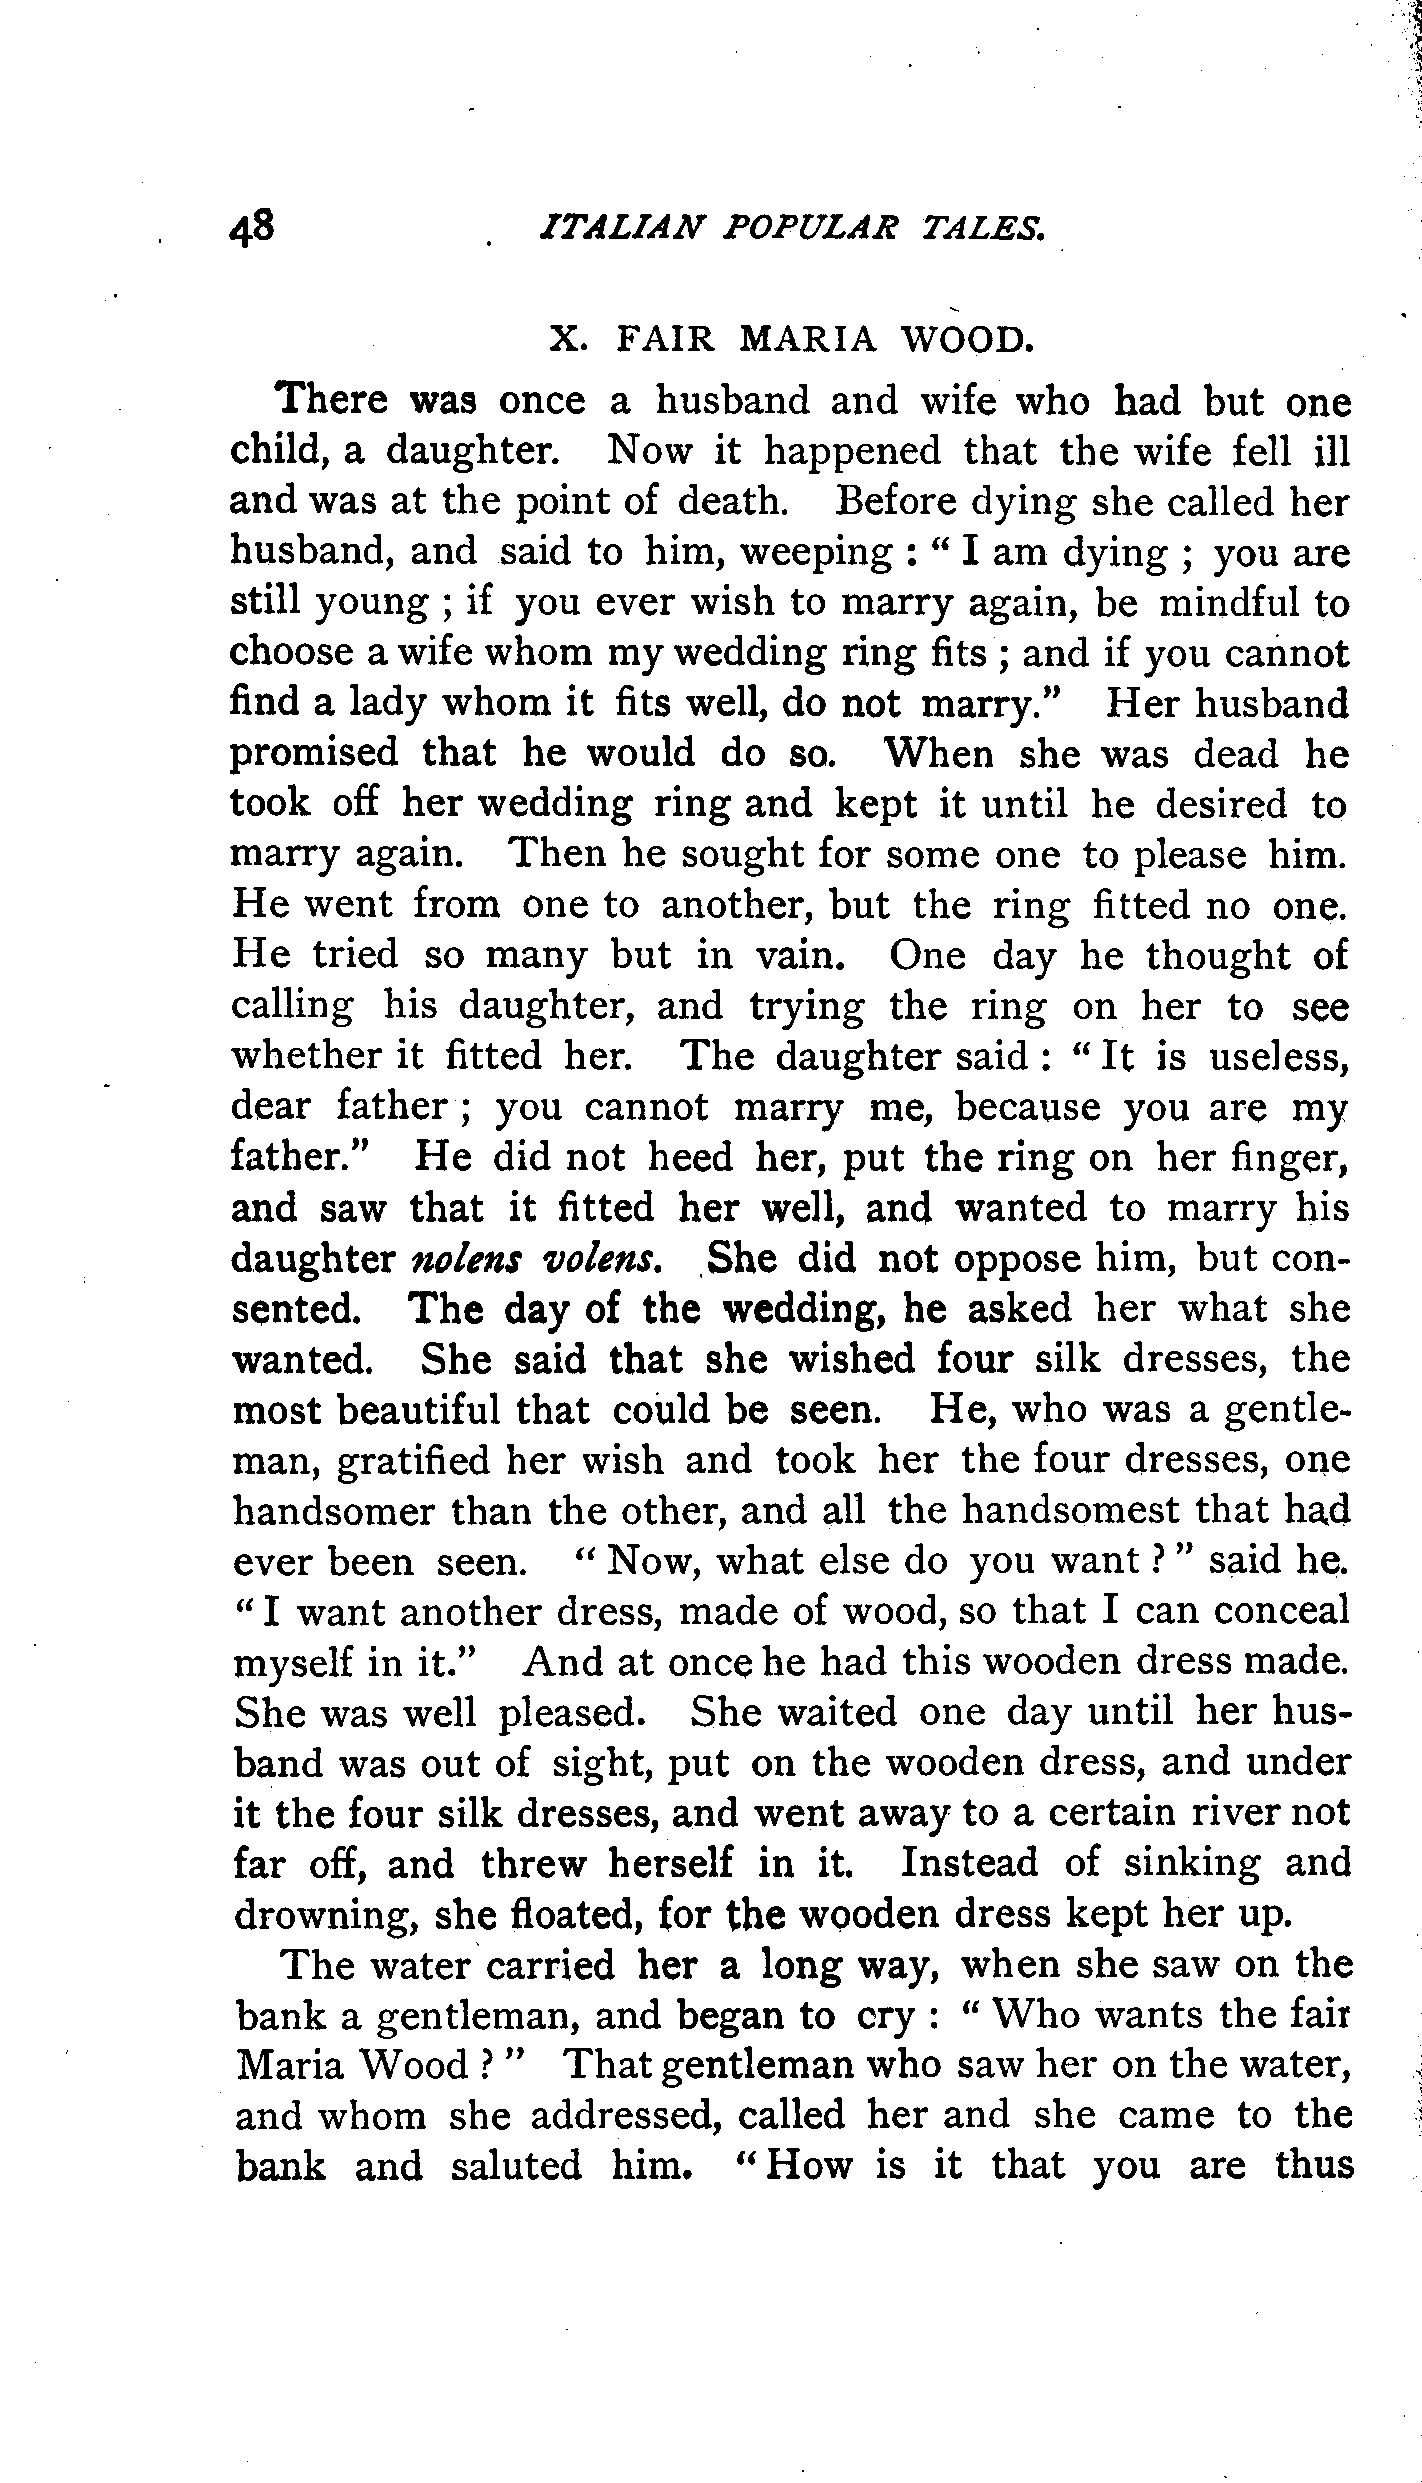 48 ITALIAN POPULAR TALES.
X. FAIR MARIA WOOD.
There was once a husband and wife who had but one
child, a daughter. Now it happened that the wife fell ill
and was at the point of death. Before dying she called her
husband, and said to him, weeping : " I am dying ; you are
still young ; if you ever wish to marry again, be mindful to
choose a wife whom my wedding ring fits ; and if you cannot
find a lady whom it fits well, do not marry." Her husband
promised that he would do so. When she was dead he
took off her wedding ring and kept it until he desired to
marry again. Then he sought for some one to please him.
He went from one to another, but the ring fitted no one.
He tried so many but in vain. One day he thought of
calling his daughter, and trying the ring on her to see
whether it fitted her. The daughter said : " It is useless,
dear father ; you cannot marry me, because you are my
father." He did not heed her, put the ring on her finger,
and saw that it fitted her well, and wanted to marry his
daughter nolens volens. She did not oppose him, but con-
sented. The day of the wedding, he asked her what she
wanted. She said that she wished four silk dresses, the
most beautiful that could be seen. He, who was a gentle-
man, gratified her wish and took her the four dresses, one
handsomer than the other, and all the handsomest that had
ever been seen. " Now, what else do you want ? " said he.
" I want another dress, made of wood, so that I can conceal
myself in it." And at once he had this wooden dress made.
She was well pleased. She waited one day until her hus-
band was out of sight, put on the wooden dress, and under
it the four silk dresses, and went away to a certain river not
far off, and threw herself in it. Instead of sinking and
drowning, she floated, for the wooden dress kept her up.
The water carried her a long way, when she saw on the
bank a gentleman, and began to cry : " Who wants the fair
Maria Wood ? " That gentleman who saw her on the water,
and whom she addressed, called her and she came to the
bank and saluted him. " How is it that you are thus